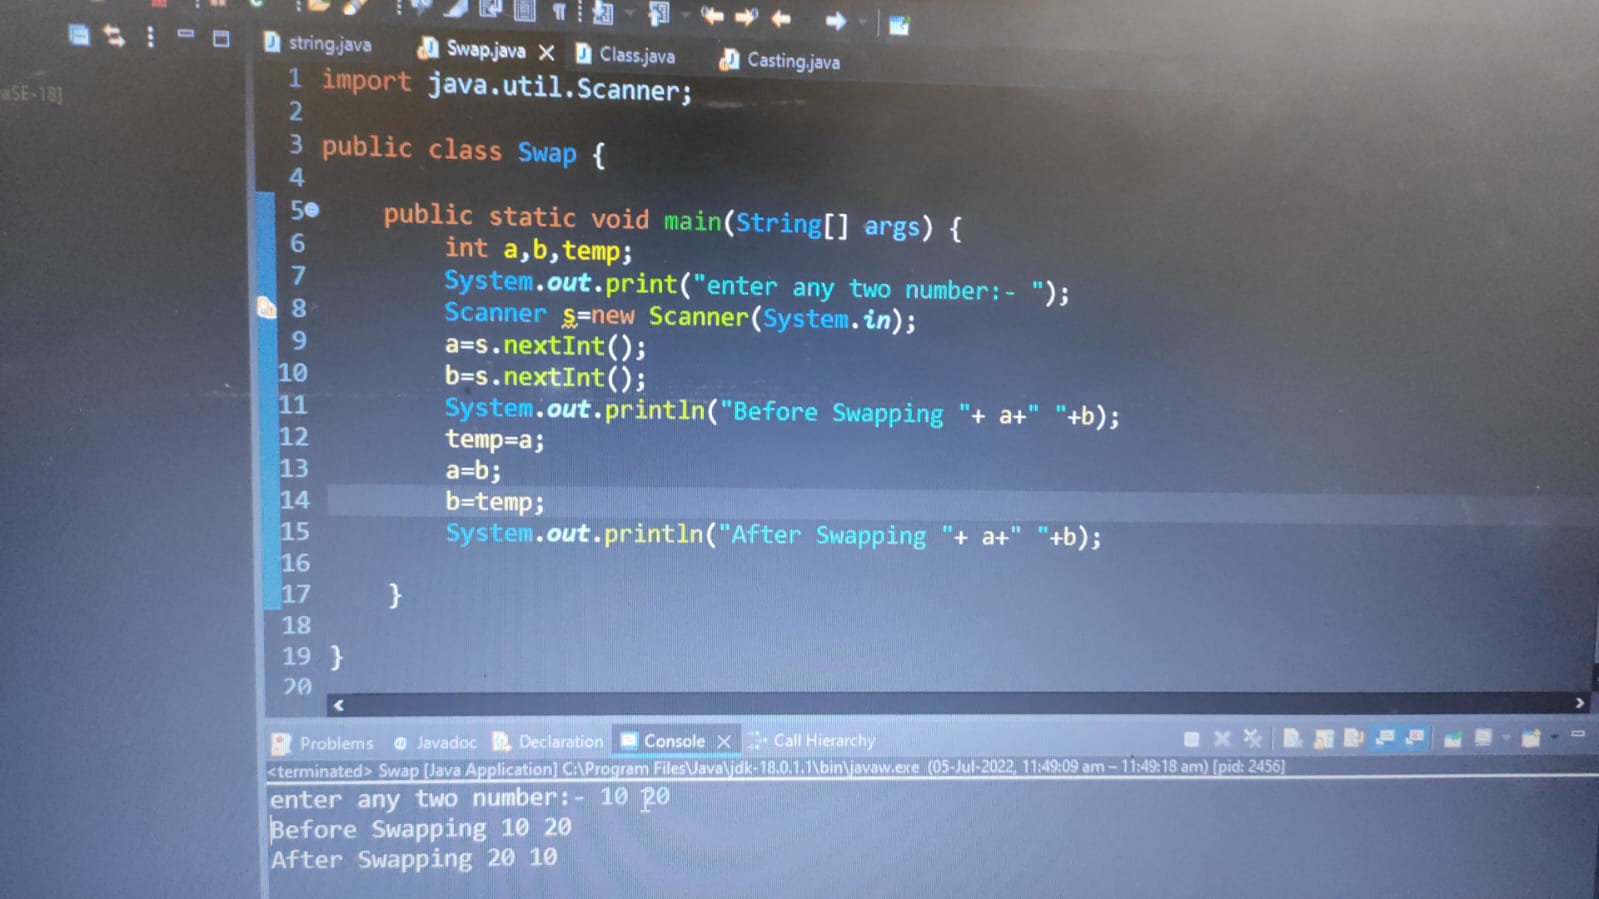 string.java Swap.java Class.java Casting.java
aSE-18]
1 import java.util.Scanner;
2
3 public class Swap {
4
5 public static void main(String[] args) {
6 int a,b,temp;
7 System.out.print("enter any two number:- ");
8 Scanner s=new Scanner(System.in);
9 a=s.nextInt();
10 b=s.nextInt();
11 System.out.println("Before Swapping "+ a+" "+b);
12 temp=a;
13 a=b;
14 b=temp;
15 System.out.println("After Swapping "+ a+" "+b);
16
17 }
18
19 }
20
Problems Javadoc Declaration Console Call Hierarchy
<terminated> Swap [Java Application] C:\Program Files\Java\jdk-18.0.1.1\bin\javaw.exe (05-Jul-2022, 11:49:09 am – 11:49:18 am) [pid: 2456]
enter any two number:- 10 20
Before Swapping 10 20
After Swapping 20 10